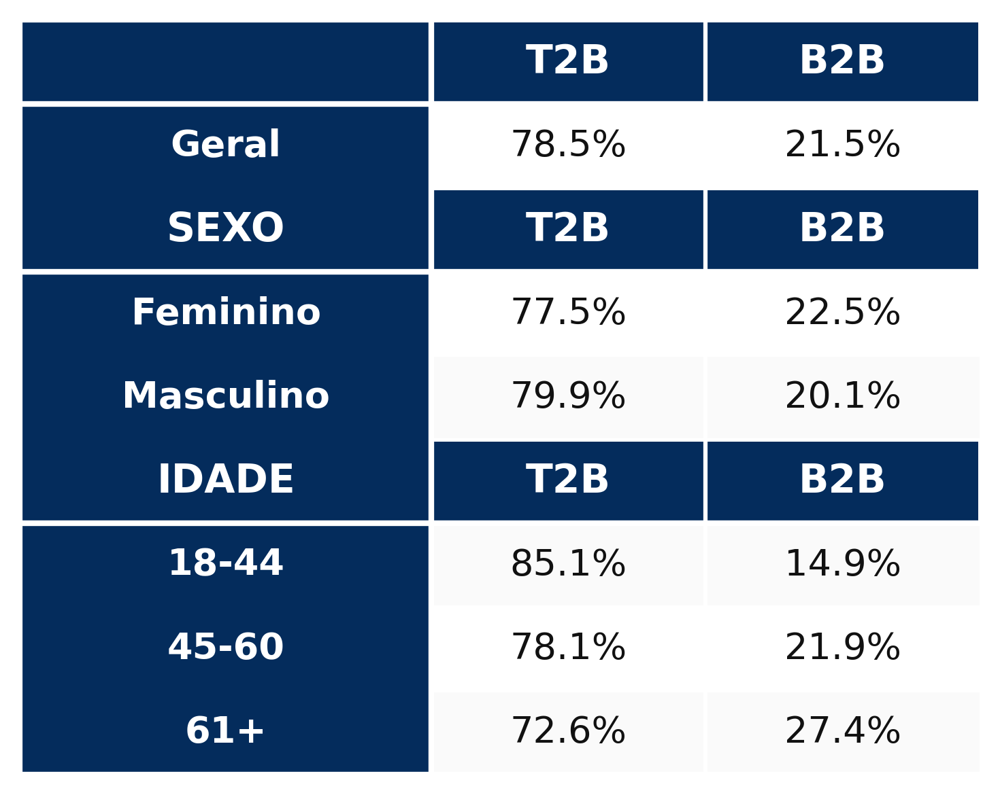 T2B B2B
Geral 78.5% 21.5%
SEXO T2B B2B
Feminino 77.5% 22.5%
Masculino 79.9% 20.1%
IDADE T2B B2B
18-44 85.1% 14.9%
45-60 78.1% 21.9%
61+ 72.6% 27.4%